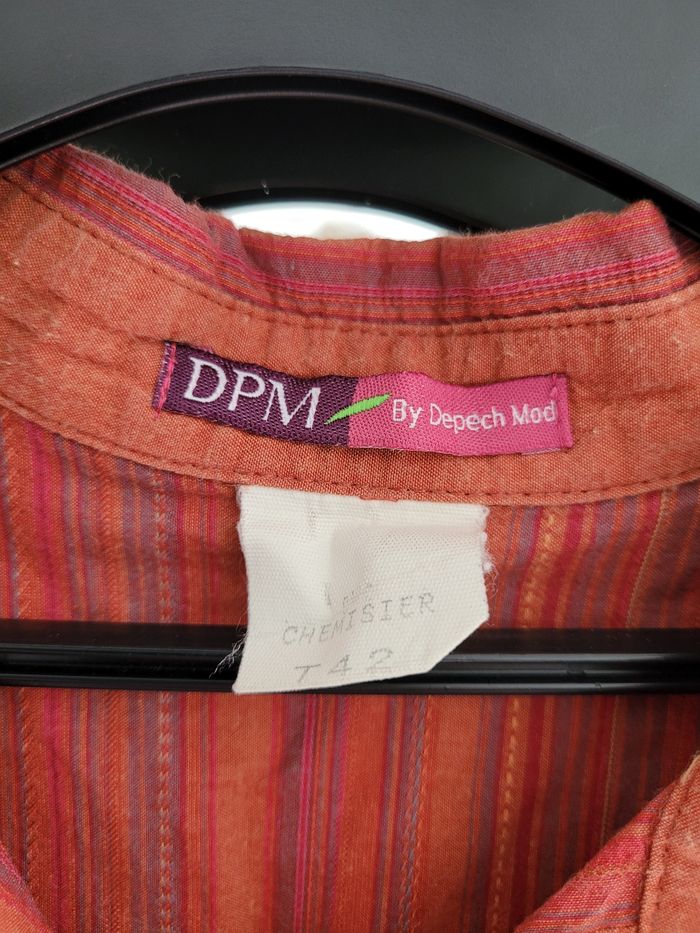 DPM By Depech Mod
CHEMISIER
T42